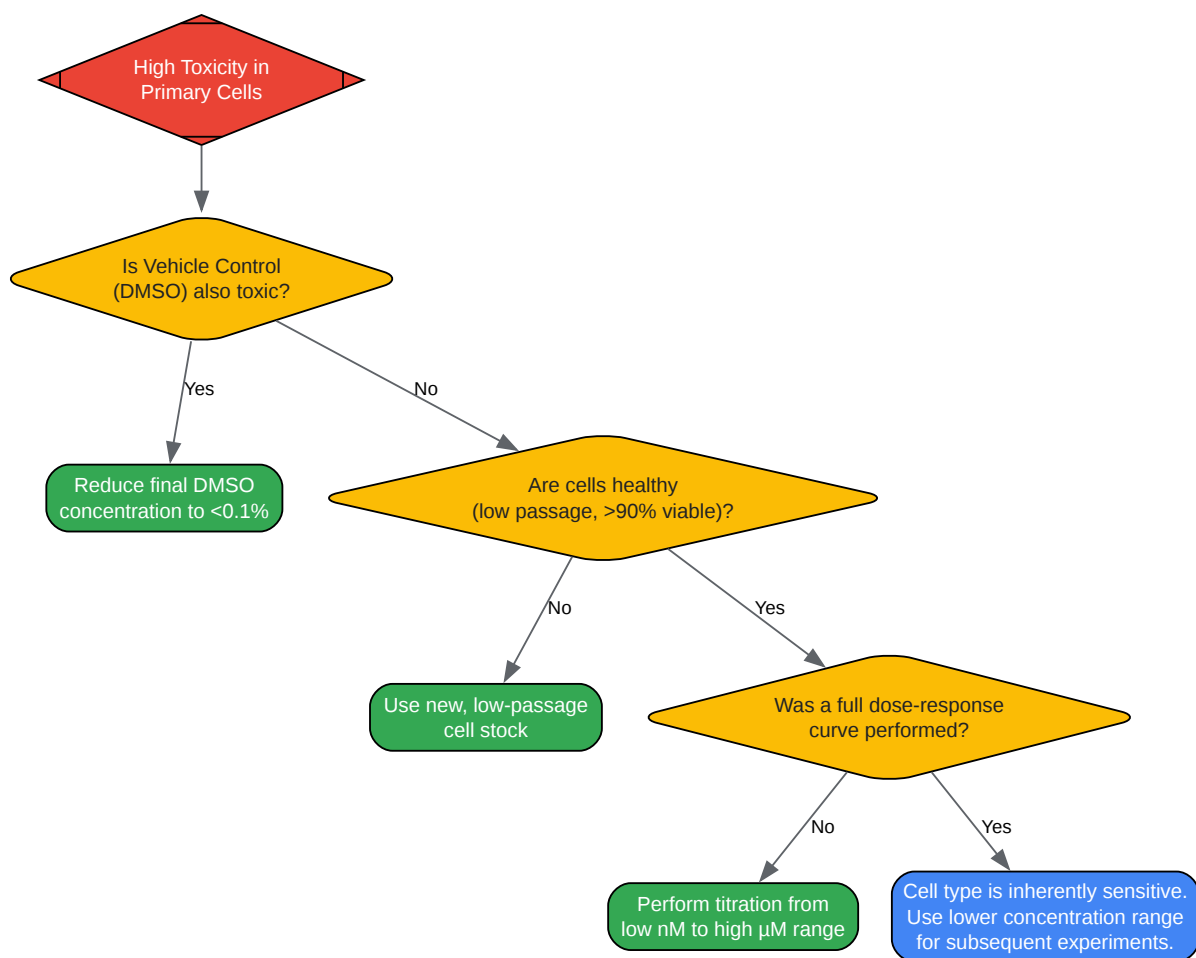 High Toxicity in
Primary Cells
Is Vehicle Control
(DMSO) also toxic?
Yes
No
Reduce final DMSO
concentration to <0.1%
Are cells healthy
(low passage, >90% viable)?
No
Yes
Use new, low-passage
cell stock
Was a full dose-response
curve performed?
No
Yes
Perform titration from
low nM to high µM range
Cell type is inherently sensitive.
Use lower concentration range
for subsequent experiments.